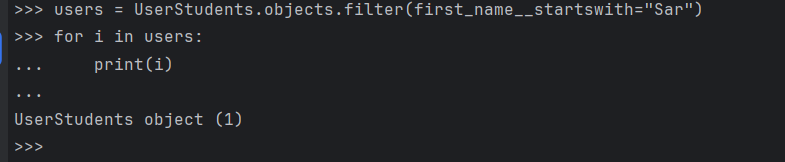 >>> users = UserStudents.objects.filter(first_name__startswith="Sar")
>>> for i in users:
...     print(i)
...
UserStudents object (1)
>>>